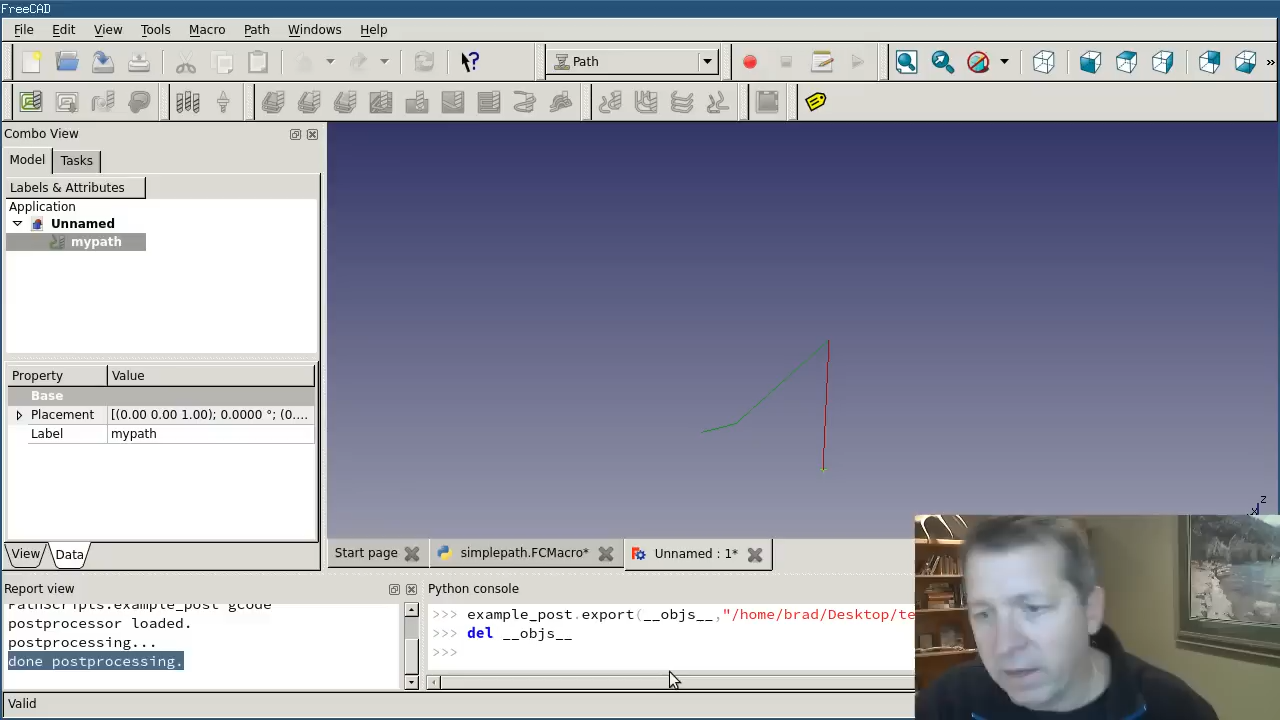 FreeCAD
File Edit View Tools Macro Path Windows Help
Path
»
Combo View
Model Tasks
Labels & Attributes
Application
Unnamed
mypath
Property Value
Base
Placement [(0.00 0.00 1.00); 0.0000 °; (0....
Label mypath
View Data
z
x
Start page simplepath.FCMacro* Unnamed : 1*
Report view
PathScripts.example_post gcode
postprocessor loaded.
postprocessing...
done postprocessing.
Python console
>>> example_post.export(__objs__,"/home/brad/Desktop/te
>>> del __objs__
>>>
Valid